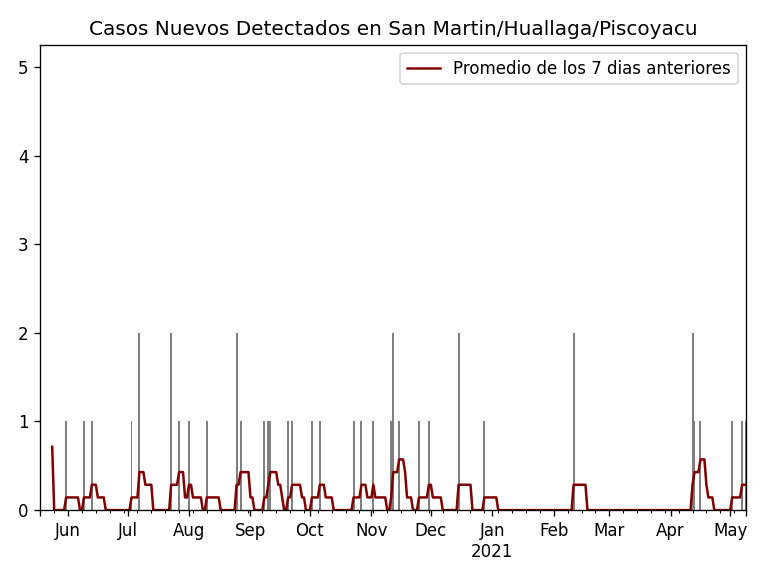 Casos Nuevos Detectados en San Martin/Huallaga/Piscoyacu
Promedio de los 7 dias anteriores
5
4
3
2
1
0
Jun Jul Aug Sep Oct Nov Dec Jan Feb Mar Apr May
2021